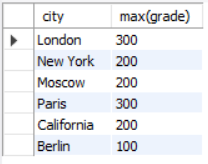 city max(grade)
London 300
New York 200
Moscow 200
Paris 300
California 200
Berlin 100